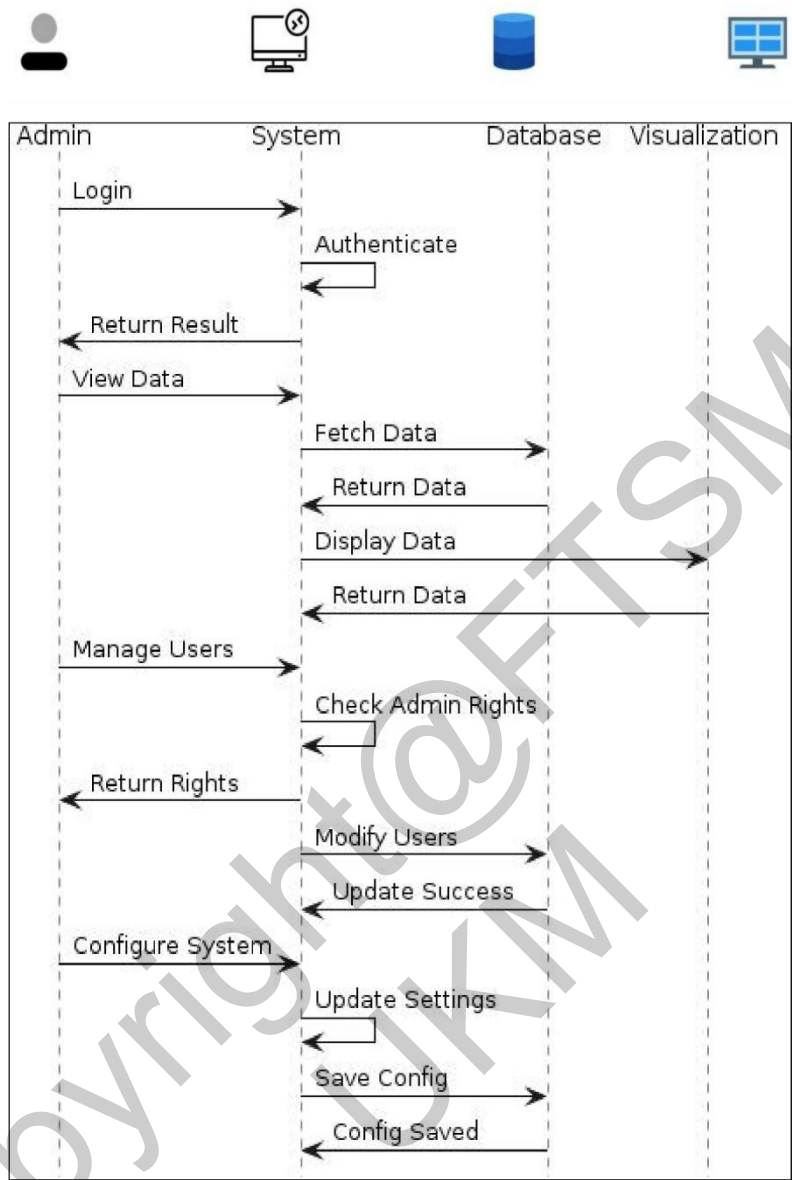 Admin System Database Visualization
Login
Authenticate
Return Result
View Data
Fetch Data
Return Data
Display Data
Return Data
Manage Users
Check Admin Rights
Return Rights
Modify Users
Update Success
Configure System
Update Settings
Save Config
Config Saved
pyright@FTSM
UKM